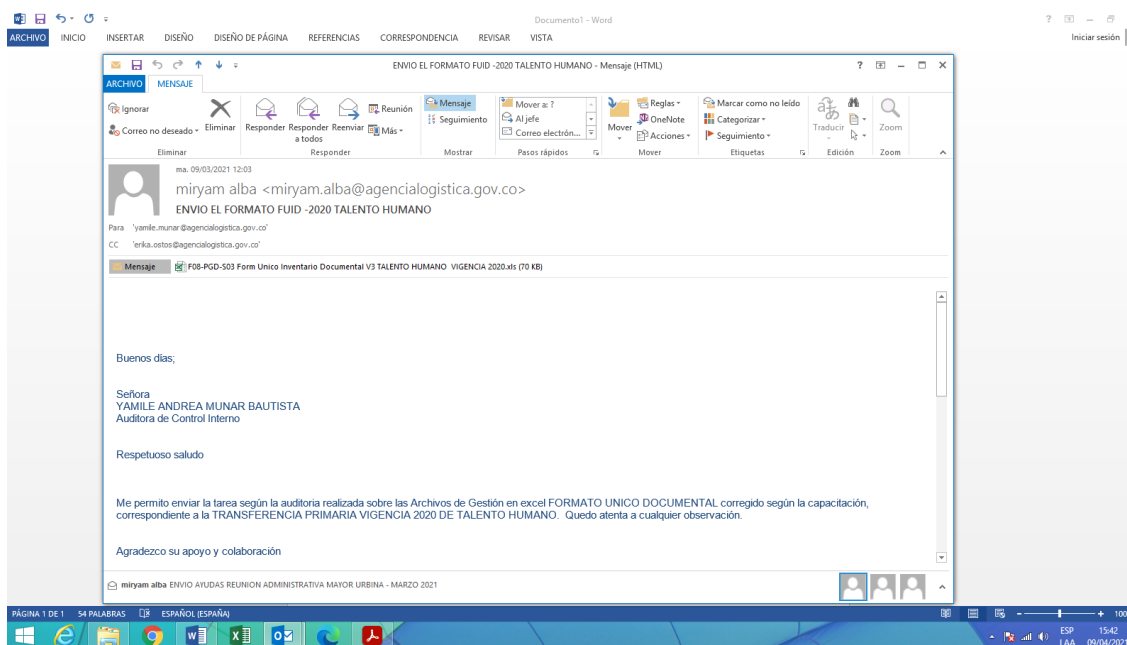 Documento1 - Word
ARCHIVO INICIO INSERTAR DISEÑO DISEÑO DE PÁGINA REFERENCIAS CORRESPONDENCIA REVISAR VISTA Iniciar sesión
ENVIO EL FORMATO FUID -2020 TALENTO HUMANO - Mensaje (HTML)
ARCHIVO MENSAJE
Ignorar
Correo no deseado
Eliminar
Responder
Responder a todos
Reenviar
Reunión
Más
Mensaje
Seguimiento
Mover a: ?
Al jefe
Correo electrón...
Mover
Reglas
OneNote
Acciones
Marcar como no leído
Categorizar
Seguimiento
Traducir
Zoom
Eliminar Responder Mostrar Pasos rápidos Mover Etiquetas Edición Zoom
ma. 09/03/2021 12:03
miryam alba <miryam.alba@agencialogistica.gov.co>
ENVIO EL FORMATO FUID -2020 TALENTO HUMANO
Para 'yamile.munar@agencialogistica.gov.co'
CC 'erika.ostos@agencialogistica.gov.co'
Mensaje F08-PGD-S03 Form Unico Inventario Documental V3 TALENTO HUMANO VIGENCIA 2020.xls (70 KB)
Buenos días;
Señora
YAMILE ANDREA MUNAR BAUTISTA
Auditora de Control Interno
Respetuoso saludo
Me permito enviar la tarea según la auditoria realizada sobre las Archivos de Gestión en excel FORMATO UNICO DOCUMENTAL corregido según la capacitación,
correspondiente a la TRANSFERENCIA PRIMARIA VIGENCIA 2020 DE TALENTO HUMANO. Quedo atenta a cualquier observación.
Agradezco su apoyo y colaboración
miryam alba ENVIO AYUDAS REUNION ADMINISTRATIVA MAYOR URBINA - MARZO 2021
PÁGINA 1 DE 1 54 PALABRAS ESPAÑOL (ESPAÑA) 100
ESP 15:42
LAA 09/04/2021